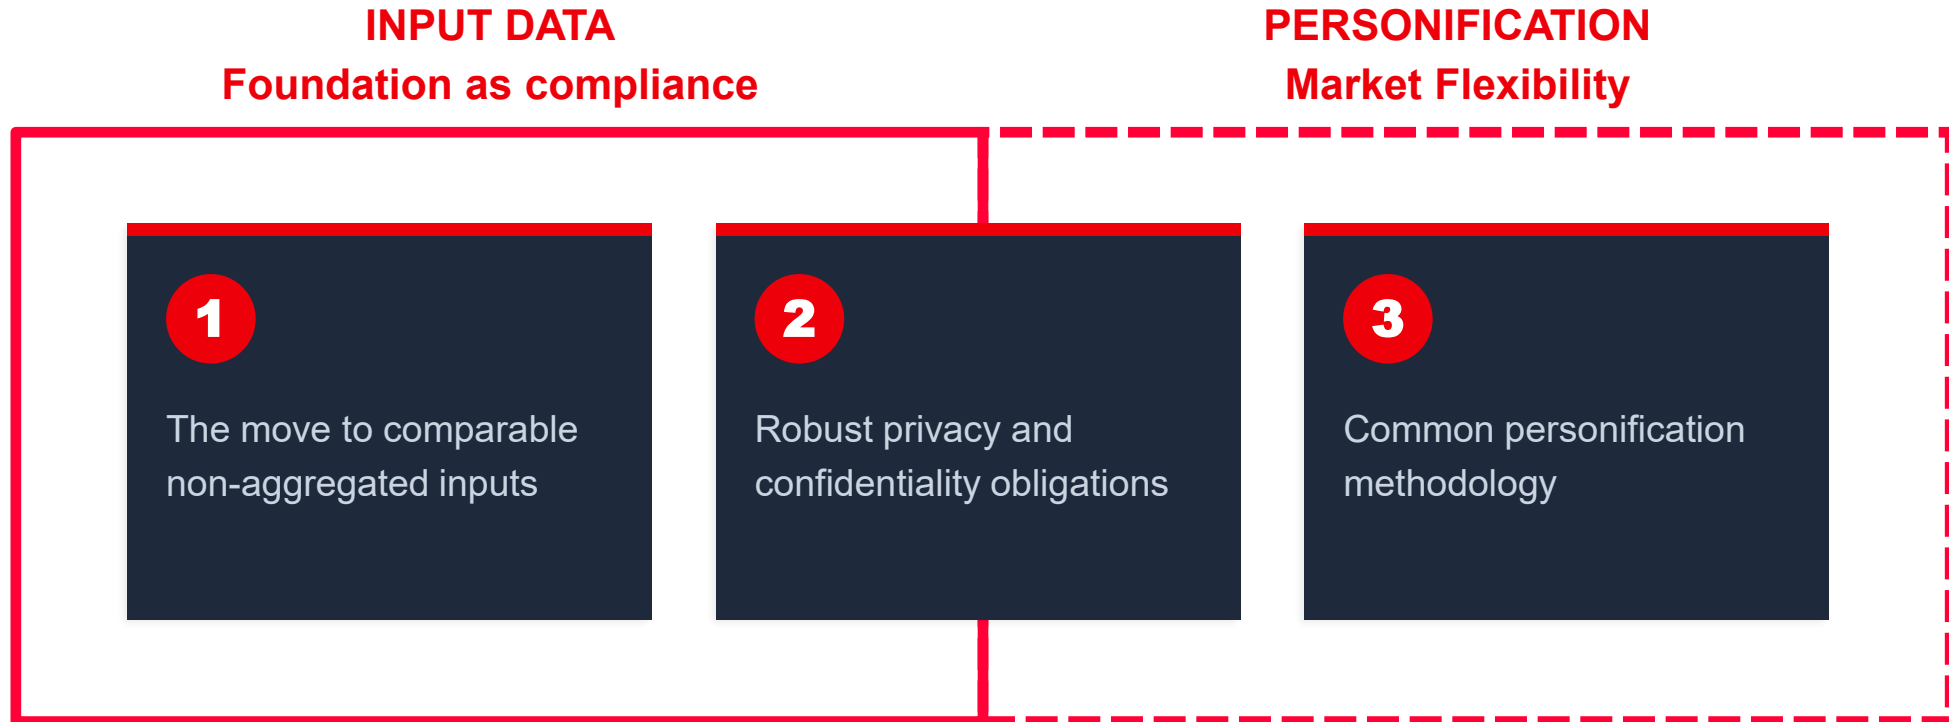 INPUT DATA
Foundation as compliance
PERSONIFICATION
Market Flexibility
1
The move to comparable
non-aggregated inputs
2
Robust privacy and
confidentiality obligations
3
Common personification
methodology